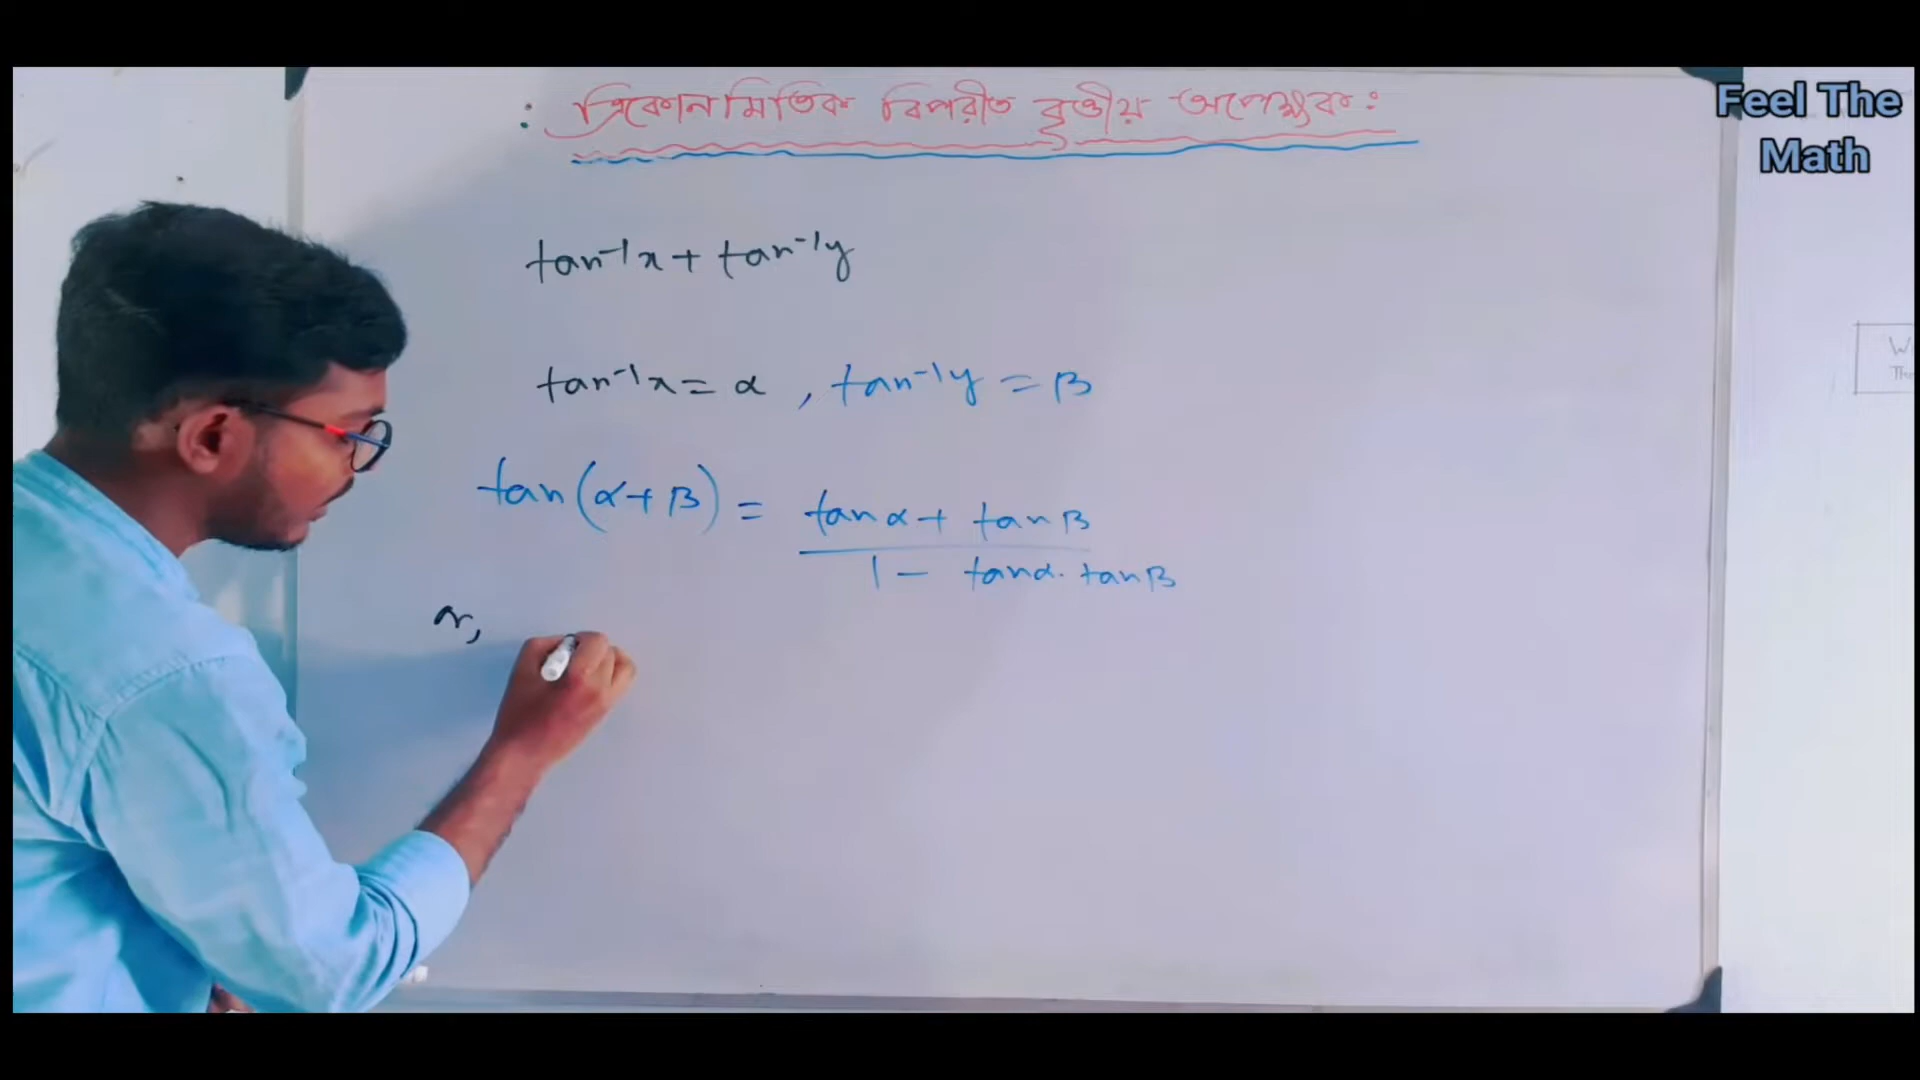 : ত্রিকোনমিতিক বিপরীত বৃত্তীয় অপেক্ষক :
Feel The
Math
tan⁻¹x + tan⁻¹y
tan⁻¹x = α , tan⁻¹y = β
tan(α+β) = (tanα + tanβ) / (1 - tanα. tanβ)
বা,